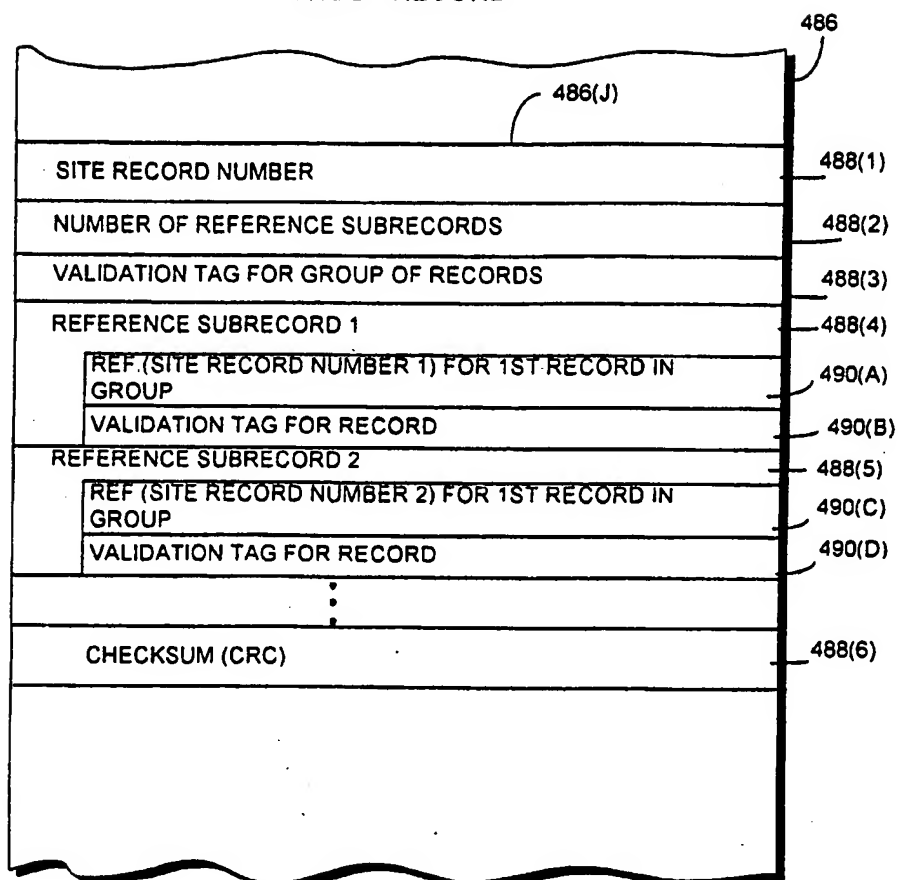 486
486(J)
SITE RECORD NUMBER 488(1)
NUMBER OF REFERENCE SUBRECORDS 488(2)
VALIDATION TAG FOR GROUP OF RECORDS 488(3)
REFERENCE SUBRECORD 1 488(4)
REF.(SITE RECORD NUMBER 1) FOR 1ST RECORD IN
GROUP 490(A)
VALIDATION TAG FOR RECORD 490(B)
REFERENCE SUBRECORD 2 488(5)
REF (SITE RECORD NUMBER 2) FOR 1ST RECORD IN
GROUP 490(C)
VALIDATION TAG FOR RECORD 490(D)
CHECKSUM (CRC) 488(6)